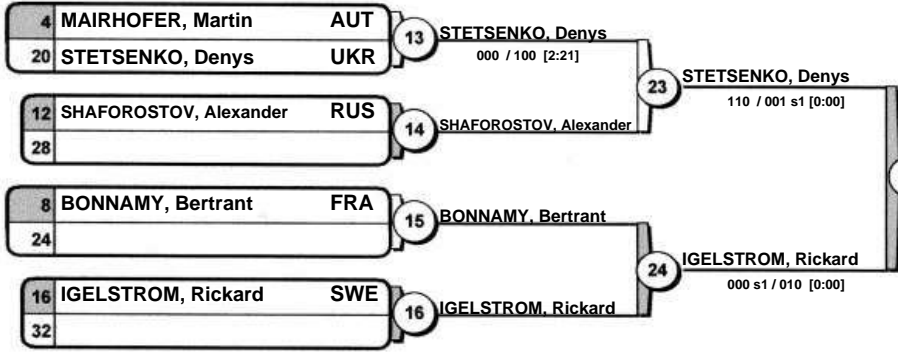 4 MAIRHOFER, Martin AUT
20 STETSENKO, Denys UKR
13
STETSENKO, Denys
000 / 100 [2:21]
12 SHAFOROSTOV, Alexander RUS
28
14
SHAFOROSTOV, Alexander
23
STETSENKO, Denys
110 / 001 s1 [0:00]
8 BONNAMY, Bertrant FRA
24
15
BONNAMY, Bertrant
16 IGELSTROM, Rickard SWE
32
16
IGELSTROM, Rickard
24
IGELSTROM, Rickard
000 s1 / 010 [0:00]